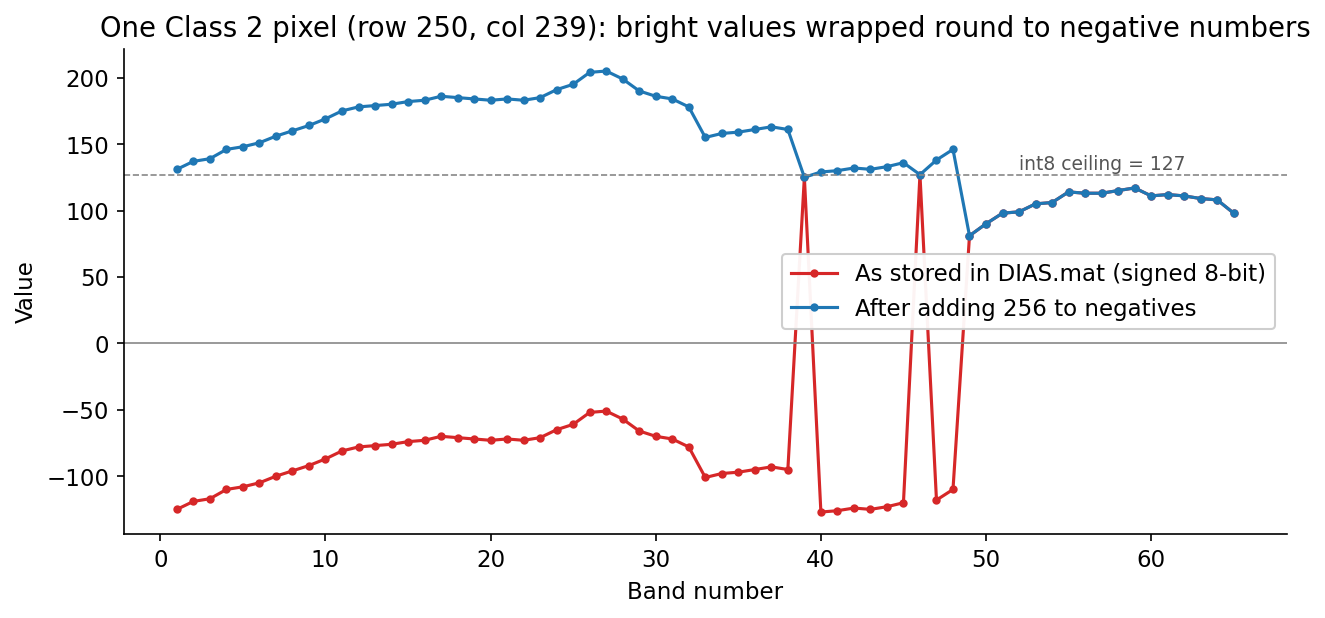 One Class 2 pixel (row 250, col 239): bright values wrapped round to negative numbers
200
150
100
50
0
−50
−100
Value
int8 ceiling = 127
As stored in DIAS.mat (signed 8-bit)
After adding 256 to negatives
0 10 20 30 40 50 60
Band number